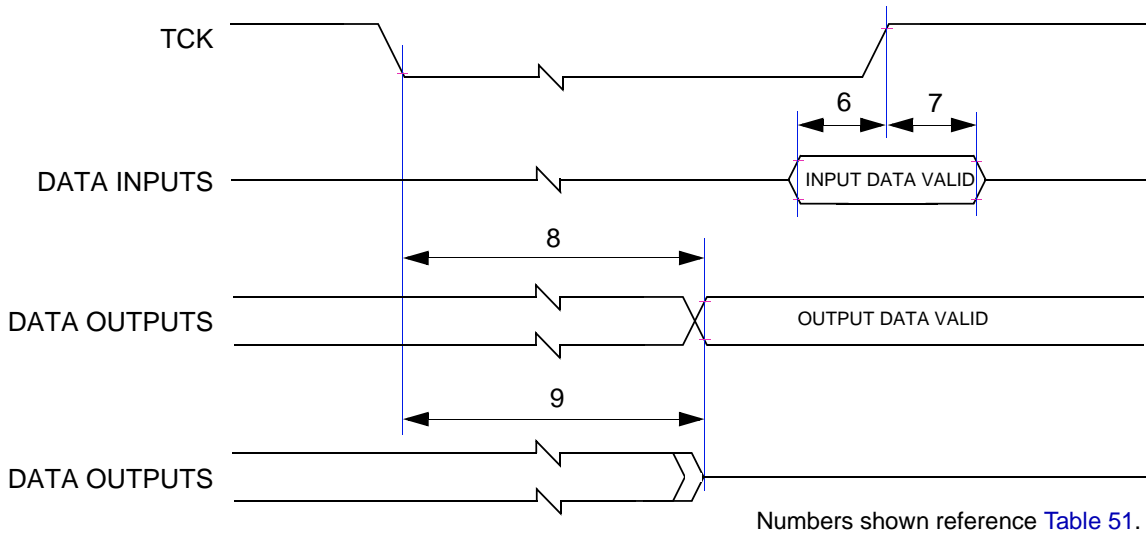 TCK
6
7
DATA INPUTS
INPUT DATA VALID
8
DATA OUTPUTS
OUTPUT DATA VALID
9
DATA OUTPUTS
Numbers shown reference Table 51.